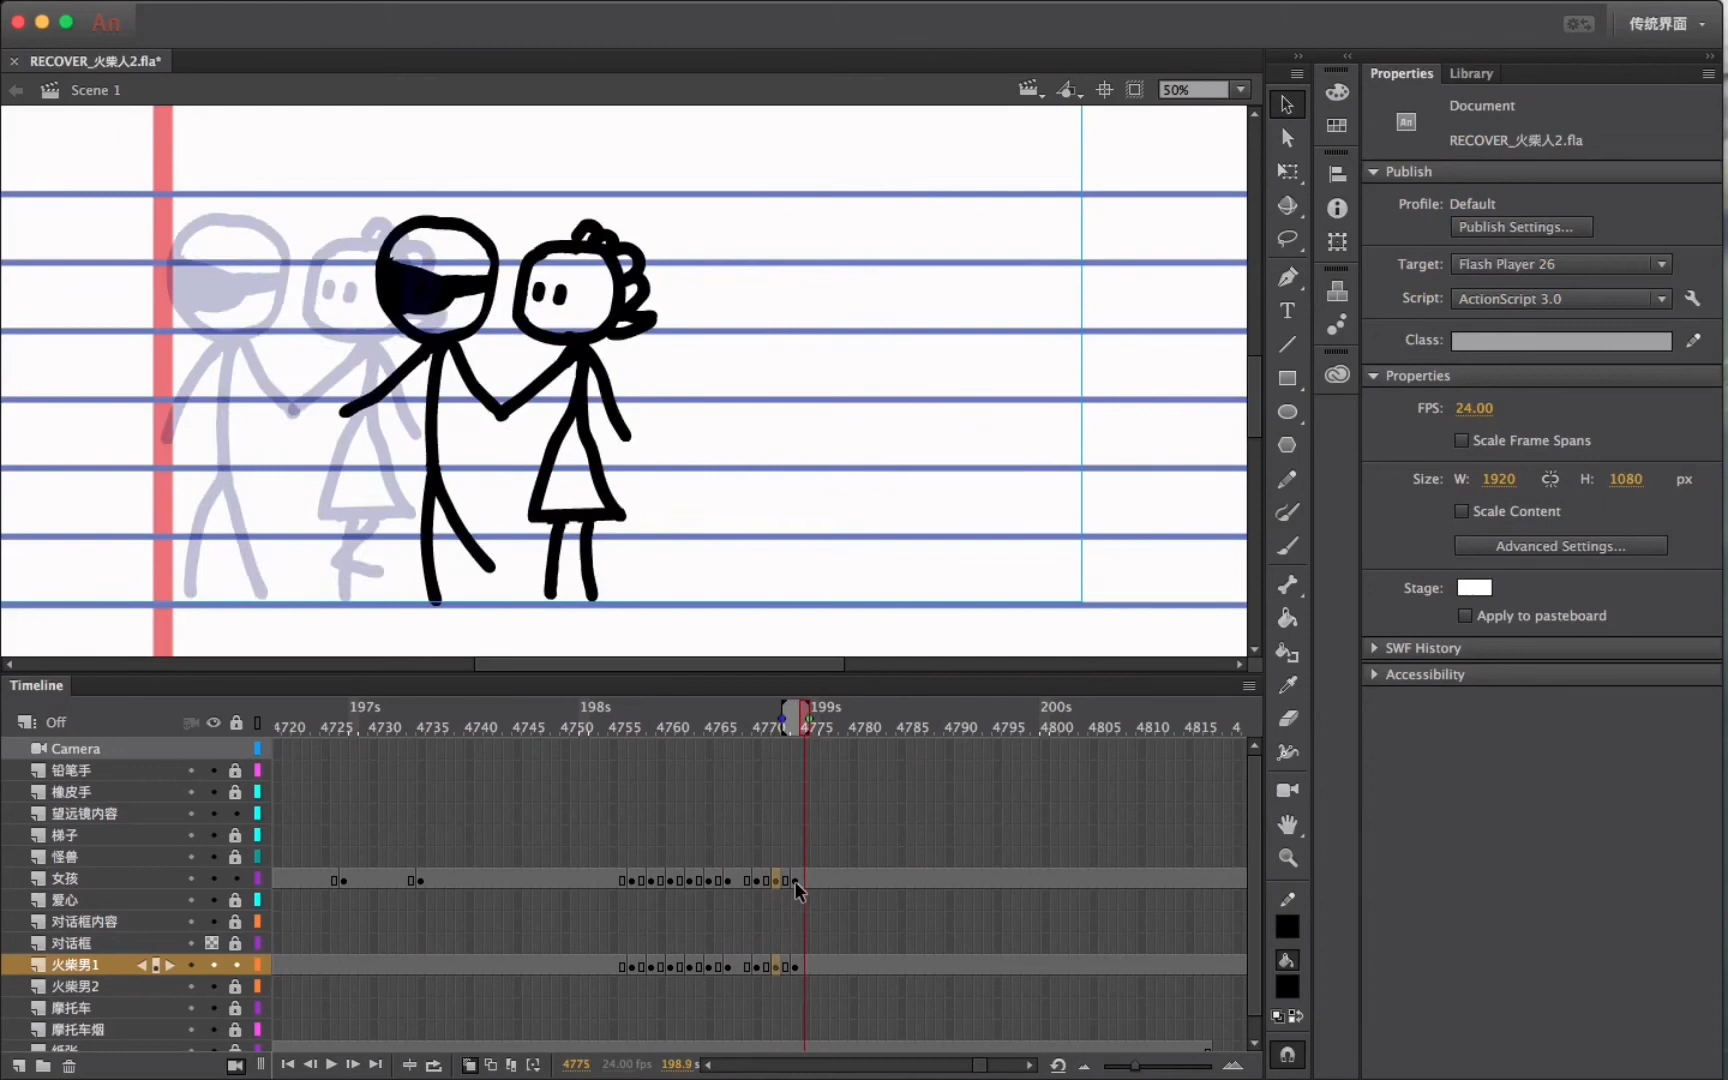 An
传统界面
RECOVER_火柴人2.fla*
Scene 1
50%
Properties
Library
Document
An
RECOVER_火柴人2.fla
Publish
Profile: Default
Publish Settings...
Target: Flash Player 26
Script: ActionScript 3.0
Class:
Properties
FPS: 24.00
Scale Frame Spans
Size: W: 1920 H: 1080 px
Scale Content
Advanced Settings...
Stage:
Apply to pasteboard
SWF History
Accessibility
Timeline
197s 198s 199s 200s
Off
4720 4725 4730 4735 4740 4745 4750 4755 4760 4765 4770 4775 4780 4785 4790 4795 4800 4805 4810 4815 4
Camera
铅笔手
橡皮手
望远镜内容
梯子
怪兽
女孩
爱心
对话框内容
对话框
火柴男1
火柴男2
摩托车
摩托车烟
纸张
4775 24.00 fps 198.9 s